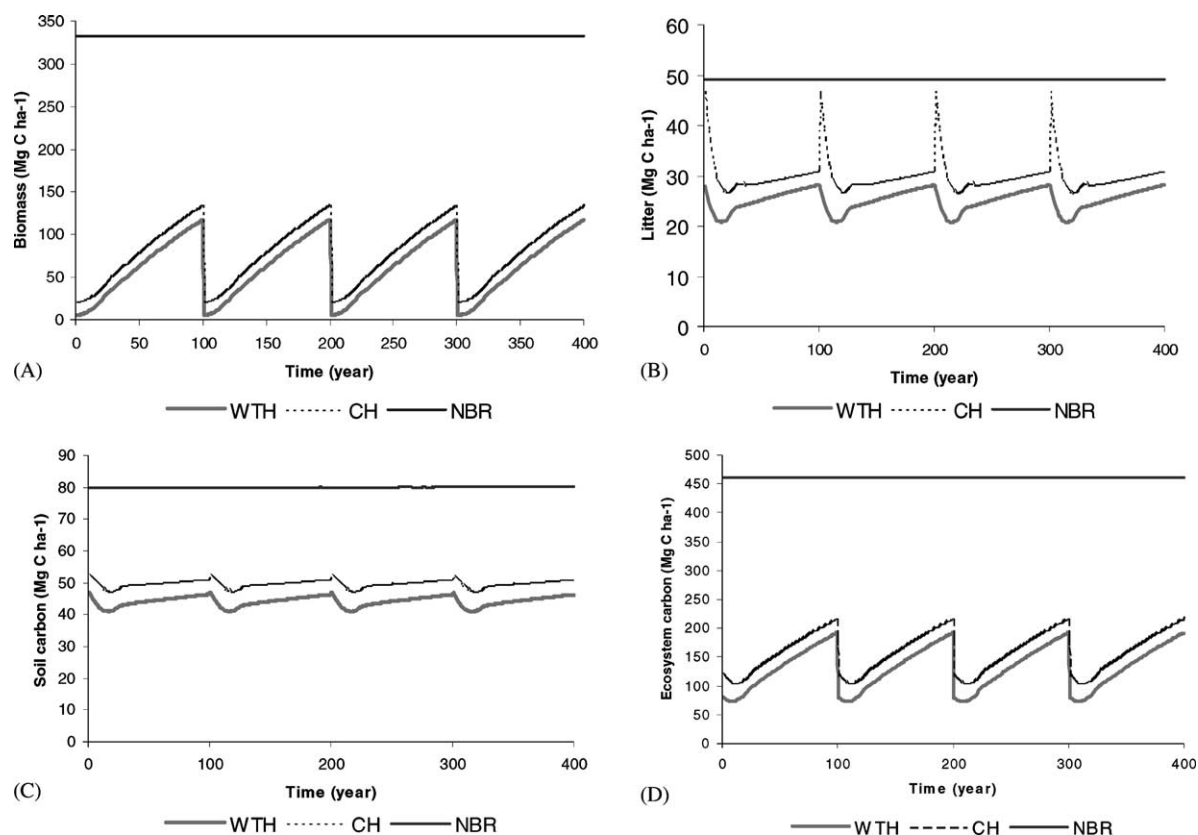 350
300
250
200
150
100
50
0
Biomass (Mg C ha-1)
0 50 100 150 200 250 300 350 400
Time (year)
(A)
WTH CH NBR
60
50
40
30
20
10
0
Litter (Mg C ha-1)
0 100 200 300 400
Time (year)
(B)
WTH CH NBR
90
80
70
60
50
40
30
20
10
0
Soil carbon (Mg C ha-1)
0 100 200 300 400
Time (year)
(C)
WTH CH NBR
500
450
400
350
300
250
200
150
100
50
0
Ecosystem carbon (Mg C ha-1)
0 100 200 300 400
Time (year)
(D)
WTH CH NBR